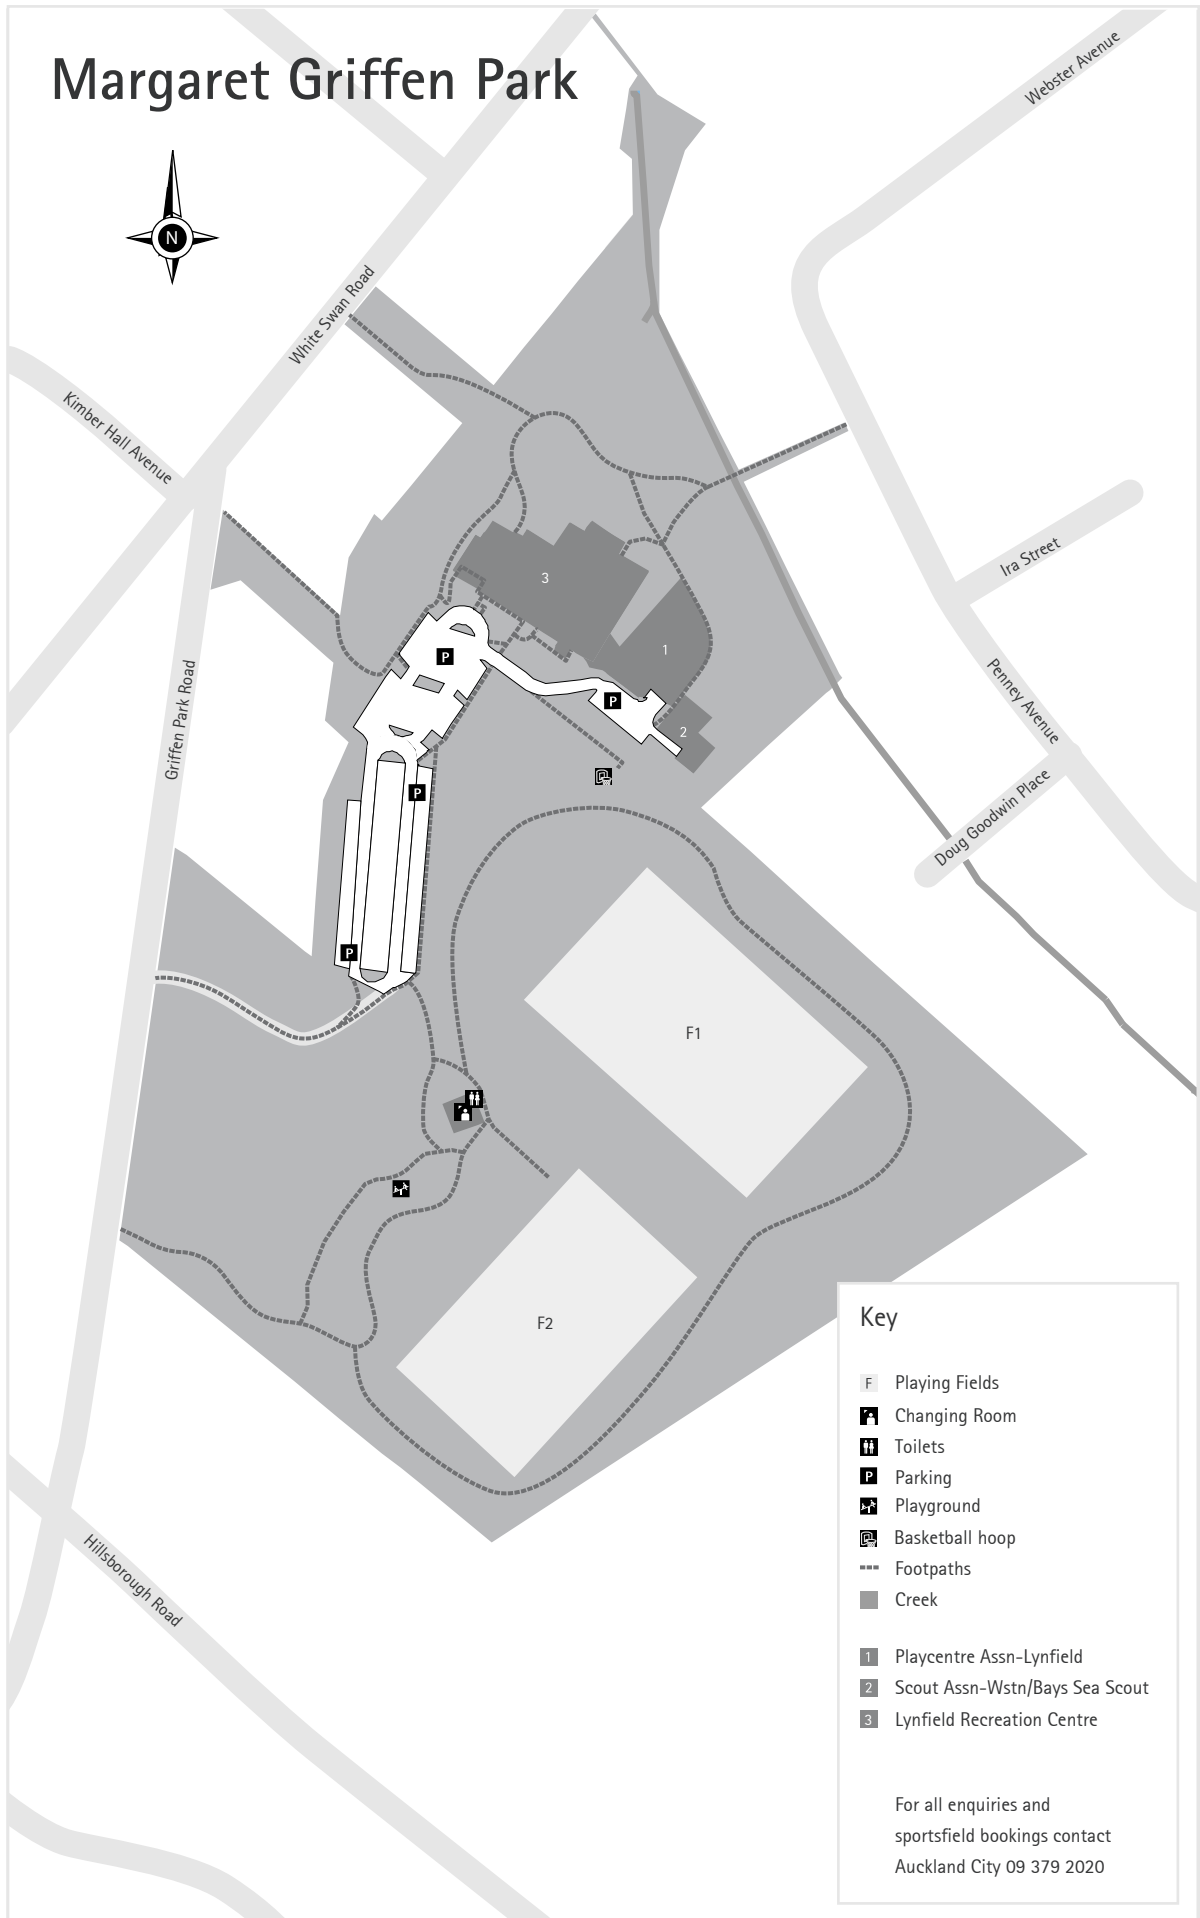 Margaret Griffen Park
Webster Avenue
N
White Swan Road
Kimber Hall Avenue
Ira Street
3
1
P
P
2
Penney Avenue
Griffen Park Road
P
Doug Goodwin Place
P
F1
F2
Hillsborough Road
Key
F Playing Fields
Changing Room
Toilets
P Parking
Playground
Basketball hoop
Footpaths
Creek
1 Playcentre Assn-Lynfield
2 Scout Assn-Wstn/Bays Sea Scout
3 Lynfield Recreation Centre
For all enquiries and
sportsfield bookings contact
Auckland City 09 379 2020